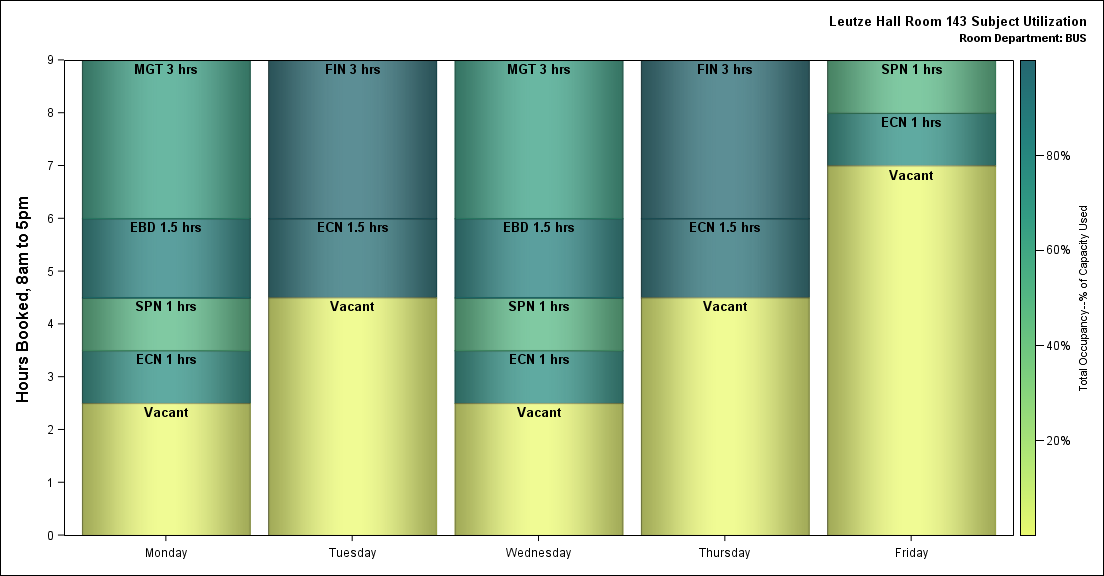 Leutze Hall Room 143 Subject Utilization
Room Department: BUS
Hours Booked, 8am to 5pm
9
8
7
6
5
4
3
2
1
0
MGT 3 hrs
EBD 1.5 hrs
SPN 1 hrs
ECN 1 hrs
Vacant
FIN 3 hrs
ECN 1.5 hrs
Vacant
MGT 3 hrs
EBD 1.5 hrs
SPN 1 hrs
ECN 1 hrs
Vacant
FIN 3 hrs
ECN 1.5 hrs
Vacant
SPN 1 hrs
ECN 1 hrs
Vacant
Monday
Tuesday
Wednesday
Thursday
Friday
80%
60%
40%
20%
Total Occupancy--% of Capacity Used